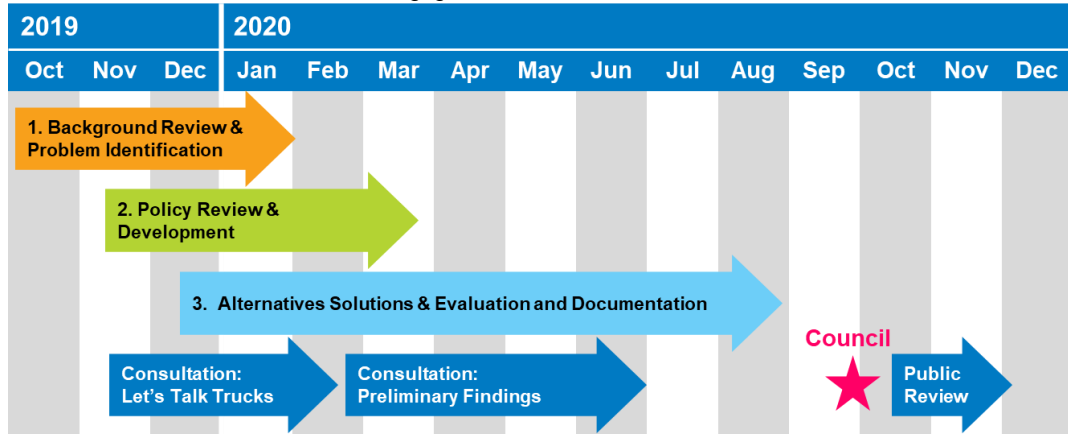 2019 2020
Oct Nov Dec Jan Feb Mar Apr May Jun Jul Aug Sep Oct Nov Dec
1. Background Review &
Problem Identification
2. Policy Review &
Development
3. Alternatives Solutions & Evaluation and Documentation
Council
Consultation:
Let's Talk Trucks
Consultation:
Preliminary Findings
Public
Review